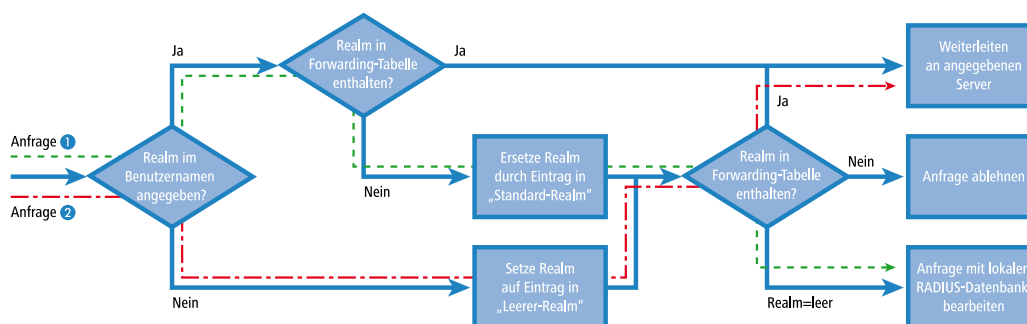 Ja
Realm in
Forwarding-Tabelle
enthalten?
Ja
Weiterleiten
an angegebenen
Server
Anfrage 1
Realm im
Benutzernamen
angegeben?
Anfrage 2
Nein
Ersetze Realm
durch Eintrag in
„Standard-Realm“
Ja
Realm in
Forwarding-Tabelle
enthalten?
Nein
Anfrage ablehnen
Nein
Setze Realm
auf Eintrag in
„Leerer-Realm“
Realm=leer
Anfrage mit lokaler
RADIUS-Datenbank
bearbeiten